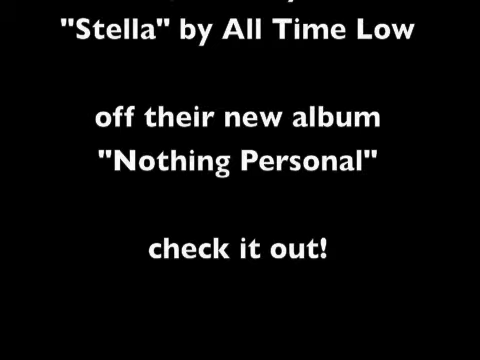 "Stella" by All Time Low
off their new album
"Nothing Personal"
check it out!